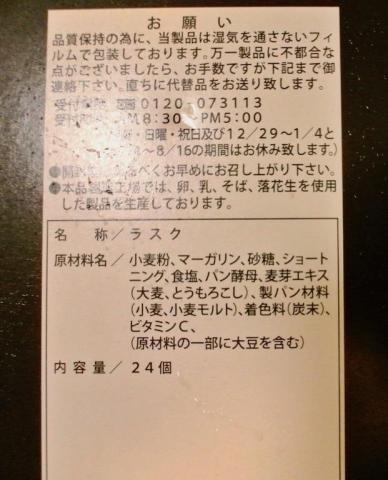 お願い
品質保持の為に、当製品は湿気を通さないフィ
ルムで包装しております。万一製品に不都合な
点がございましたら、お手数ですが下記まで御
連絡下さい。直ちに代替品をお送り致します。
受付 0120-073113
受付 AM8:30~PM5:00
・日曜・祝日及び12/29~1/4と
~8/16の期間はお休み致します。)
べくお早めにお召し上がり下さい。
●本品 工場では、卵、乳、そば、落花生を使用
した製品を生産しております。
名称/ラスク
原材料名/小麦粉、マーガリン、砂糖、ショート
ニング、食塩、パン酵母、麦芽エキス
(大麦、とうもろこし)、製パン材料
(小麦、小麦モルト)、着色料(炭末)、
ビタミンC、
(原材料の一部に大豆を含む)
内容量/24個